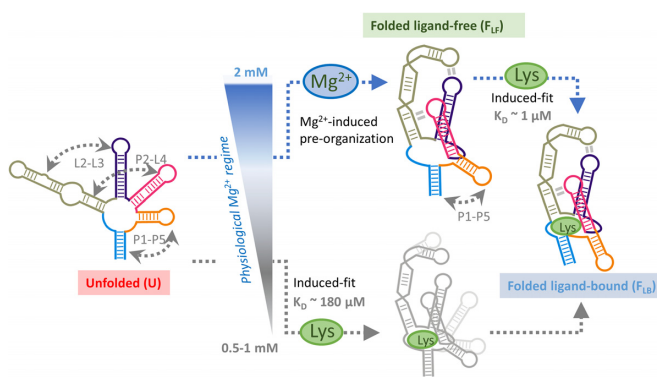 Folded ligand-free (F_LF)
2 mM
Mg²⁺
Lys
Mg²⁺-induced
pre-organization
Induced-fit
K_D ~ 1 µM
L2-L3
P2-L4
P1-P5
P1-P5
Physiological Mg²⁺ regime
Lys
Unfolded (U)
Induced-fit
K_D ~ 180 µM
Folded ligand-bound (F_LB)
Lys
Lys
0.5-1 mM